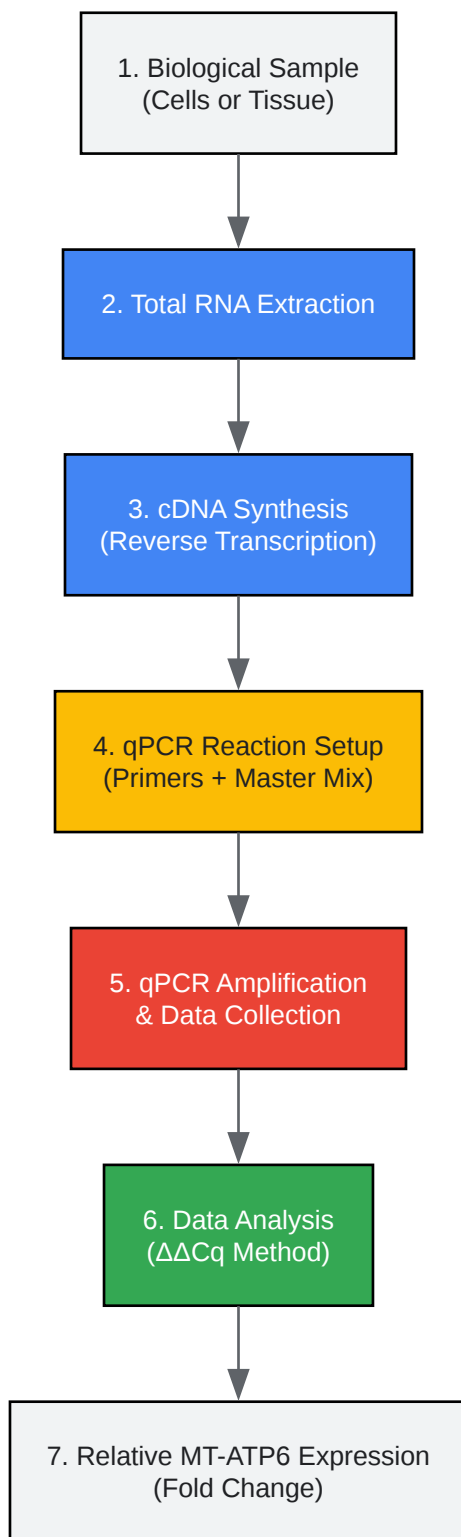 1. Biological Sample
(Cells or Tissue)
2. Total RNA Extraction
3. cDNA Synthesis
(Reverse Transcription)
4. qPCR Reaction Setup
(Primers + Master Mix)
5. qPCR Amplification
& Data Collection
6. Data Analysis
(ΔΔCq Method)
7. Relative MT-ATP6 Expression
(Fold Change)